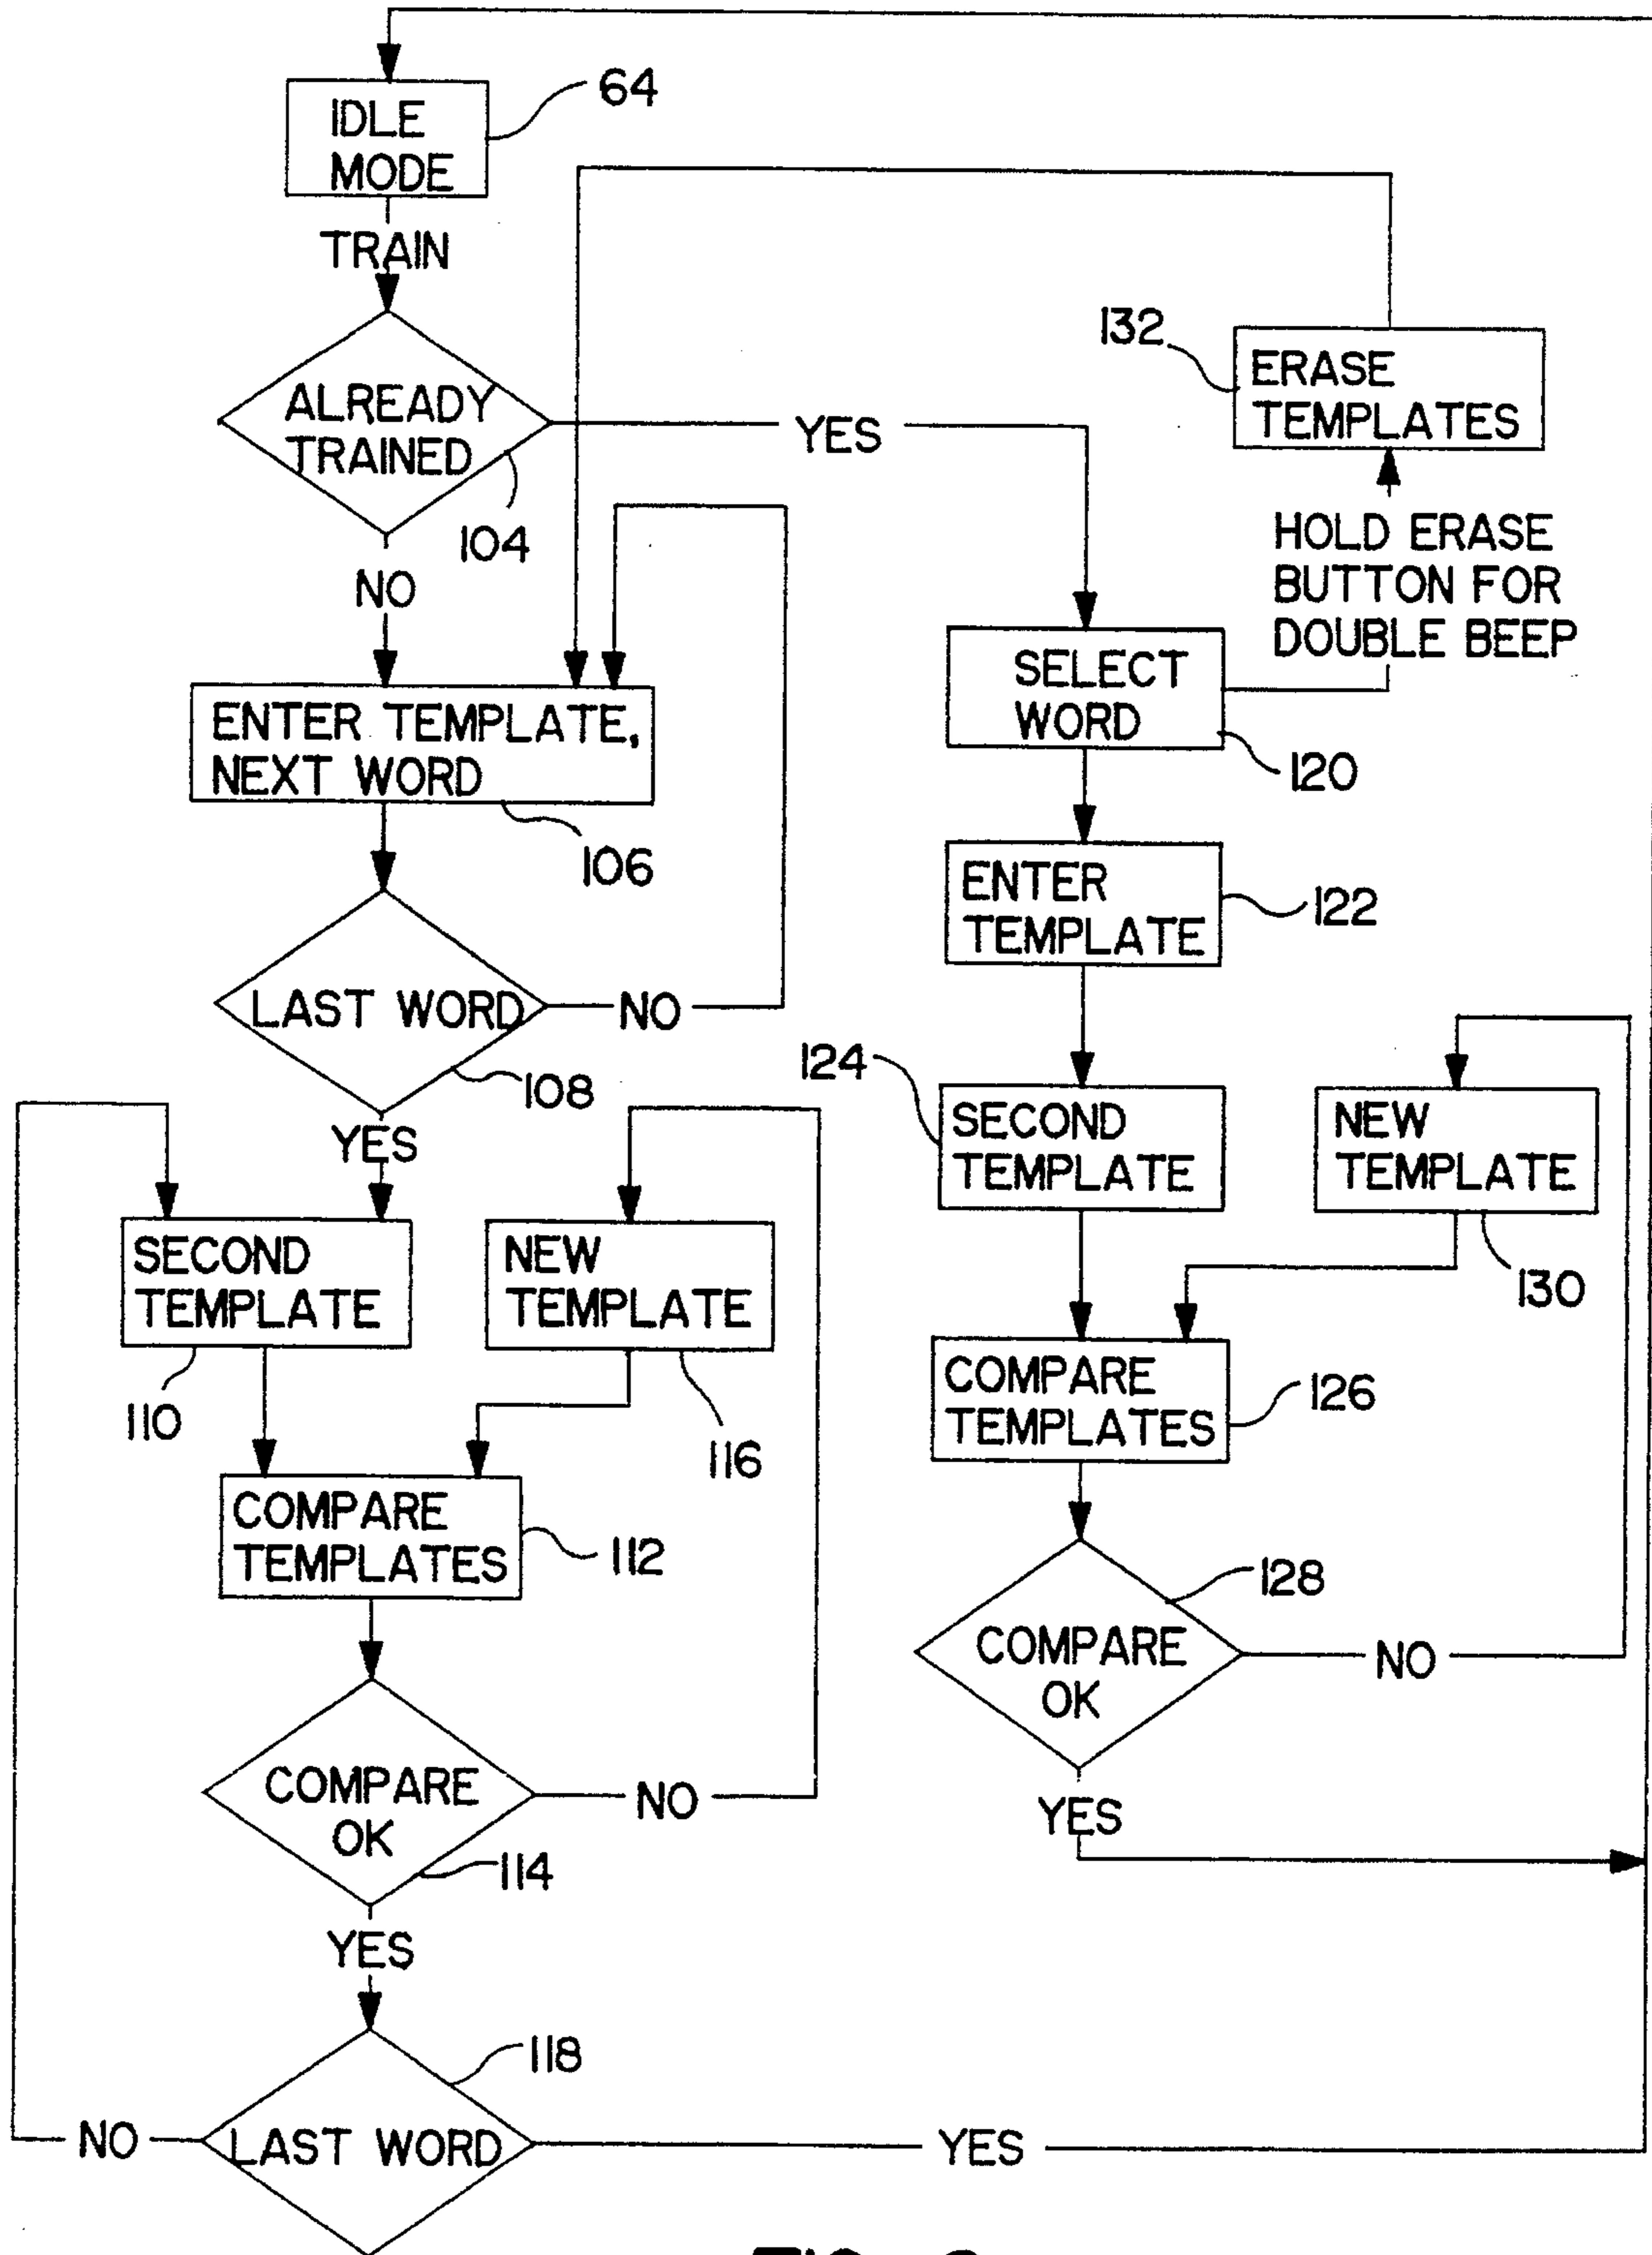 IDLE
MODE
64
TRAIN
ALREADY
TRAINED
104
YES
132
ERASE
TEMPLATES
HOLD ERASE
BUTTON FOR
DOUBLE BEEP
NO
ENTER TEMPLATE,
NEXT WORD
106
SELECT
WORD
120
ENTER
TEMPLATE
122
LAST WORD
NO
108
YES
124
SECOND
TEMPLATE
NEW
TEMPLATE
130
SECOND
TEMPLATE
110
NEW
TEMPLATE
116
COMPARE
TEMPLATES
126
COMPARE
TEMPLATES
112
COMPARE
OK
128
NO
YES
COMPARE
OK
NO
114
YES
118
NO
LAST WORD
YES